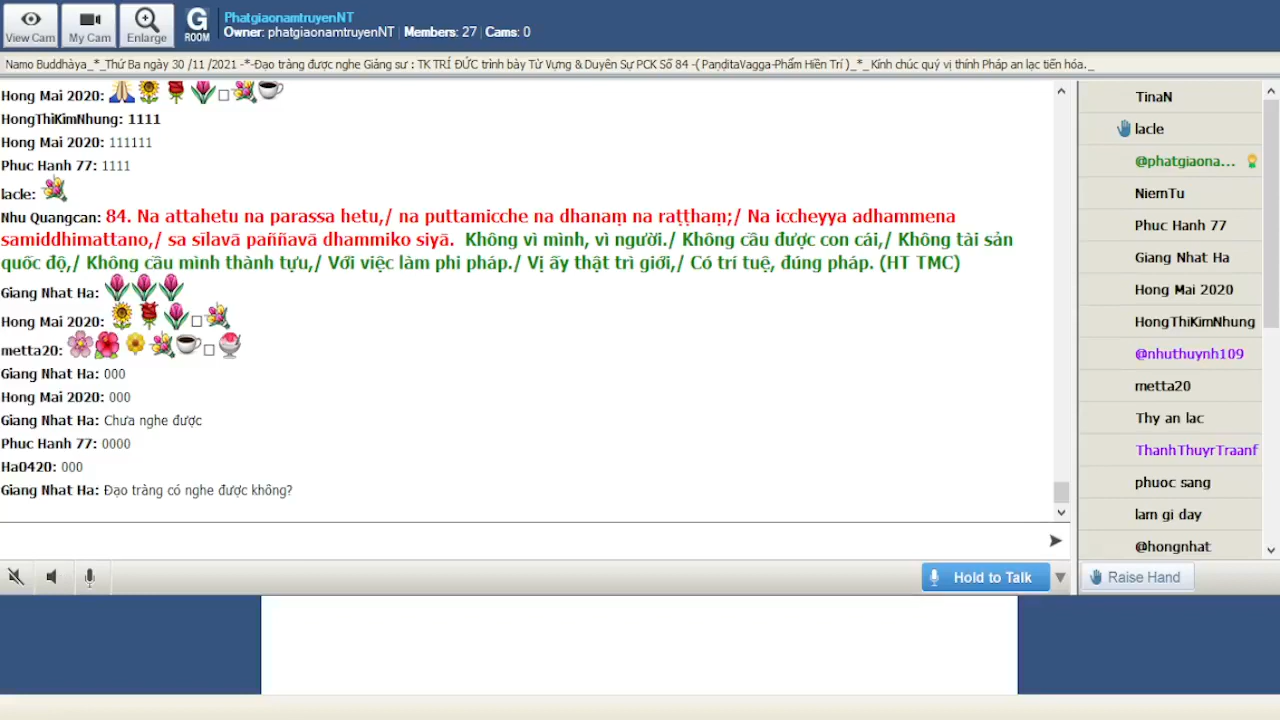 View Cam
My Cam
Enlarge
G
ROOM
PhatgiaonamtruyenNT
Owner: phatgiaonamtruyenNT | Members: 27 | Cams: 0
Namo Buddhàya_*_Thứ Ba ngày 30 /11 /2021 -*-Đạo tràng được nghe Giảng sư : TK TRÍ ĐỨC trình bày Từ Vựng & Duyên Sự PCK Số 84 -( PaṇḍitaVagga-Phẩm Hiền Trí )_*_ Kính chúc quý vị thính Pháp an lạc tiến hóa._
Hong Mai 2020:
HongThiKimNhung: 1111
Hong Mai 2020: 111111
Phuc Hanh 77: 1111
lacle:
Nhu Quangcan: 84. Na attahetu na parassa hetu,/ na puttamicche na dhanaṃ na raṭṭhaṃ;/ Na iccheyya adhammena
samiddhimattano,/ sa sīlavā paññavā dhammiko siyā. Không vì mình, vì người./ Không cầu được con cái,/ Không tài sản
quốc độ,/ Không cầu mình thành tựu,/ Với việc làm phi pháp./ Vị ấy thật trì giới,/ Có trí tuệ, đúng pháp. (HT TMC)
Giang Nhat Ha:
Hong Mai 2020:
metta20:
Giang Nhat Ha: 000
Hong Mai 2020: 000
Giang Nhat Ha: Chưa nghe được
Phuc Hanh 77: 0000
Ha0420: 000
Giang Nhat Ha: Đạo tràng có nghe được không?
Hold to Talk
TinaN
lacle
@phatgiaona...
NiemTu
Phuc Hanh 77
Giang Nhat Ha
Hong Mai 2020
HongThiKimNhung
@nhuthuynh109
metta20
Thy an lac
ThanhThuyrTraanf
phuoc sang
lam gi day
@hongnhat
Raise Hand